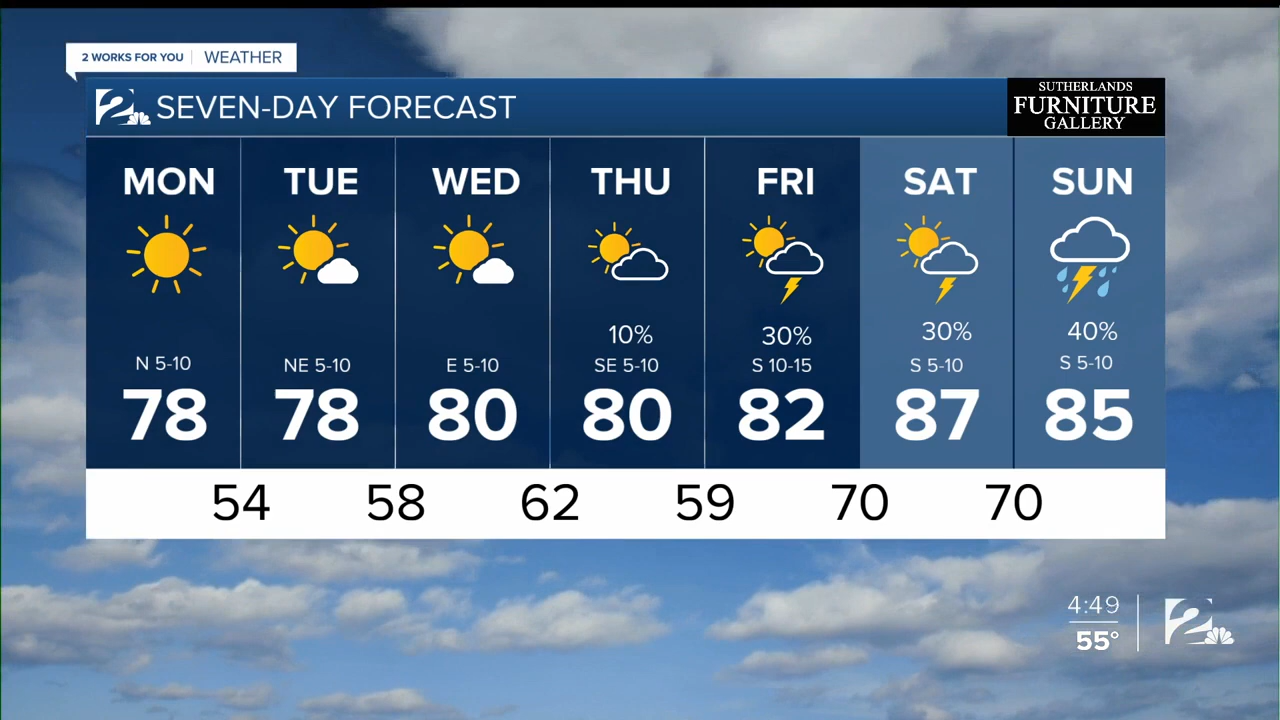 2 WORKS FOR YOU | WEATHER
2 SEVEN-DAY FORECAST
SUTHERLANDS
FURNITURE
GALLERY
MON TUE WED THU FRI SAT SUN
10% 30% 30% 40%
N 5-10 NE 5-10 E 5-10 SE 5-10 S 10-15 S 5-10 S 5-10
78 78 80 80 82 87 85
54 58 62 59 70 70
4:49
55°
2